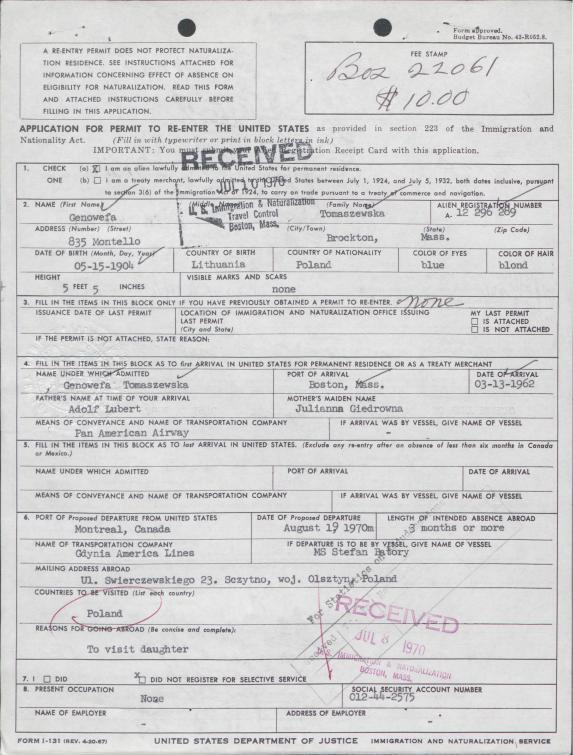 Form approved.
Budget Bureau No. 43-R052.8.
A RE-ENTRY PERMIT DOES NOT PROTECT NATURALIZA-
TION RESIDENCE. SEE INSTRUCTIONS ATTACHED FOR
INFORMATION CONCERNING EFFECT OF ABSENCE ON
ELIGIBILITY FOR NATURALIZATION. READ THIS FORM
AND ATTACHED INSTRUCTIONS CAREFULLY BEFORE
FILLING IN THIS APPLICATION.
FEE STAMP
Bos 22061
$10.00
APPLICATION FOR PERMIT TO RE-ENTER THE UNITED STATES as provided in section 223 of the Immigration and
Nationality Act. (Fill in with typewriter or print in block letters in ink)
IMPORTANT: You must submit your Alien Registration Receipt Card with this application.
RECEIVED
JUL 10 1970
U. S. Immigration & Naturalization
Travel Control
Boston, Mass.
1. CHECK ONE (a) X I am an alien lawfully admitted to the United States for permanent residence.
(b) I am a treaty merchant, lawfully admitted to the United States between July 1, 1924, and July 5, 1932, both dates inclusive, pursuant
to section 3(6) of the Immigration Act of 1924, to carry on trade pursuant to a treaty of commerce and navigation.
2. NAME (First Name) (Middle Name) (Family Name) ALIEN REGISTRATION NUMBER
Genowefa Tomaszewska A. 12 296 289
ADDRESS (Number) (Street) (City/Town) (State) (Zip Code)
835 Montello Brockton, Mass.
DATE OF BIRTH (Month, Day, Year) COUNTRY OF BIRTH COUNTRY OF NATIONALITY COLOR OF EYES COLOR OF HAIR
05-15-1904 Lithuania Poland blue blond
HEIGHT VISIBLE MARKS AND SCARS
5 FEET 5 INCHES none
3. FILL IN THE ITEMS IN THIS BLOCK ONLY IF YOU HAVE PREVIOUSLY OBTAINED A PERMIT TO RE-ENTER. None
ISSUANCE DATE OF LAST PERMIT LOCATION OF IMMIGRATION AND NATURALIZATION OFFICE ISSUING MY LAST PERMIT
LAST PERMIT IS ATTACHED
(City and State) IS NOT ATTACHED
IF THE PERMIT IS NOT ATTACHED, STATE REASON:
4. FILL IN THE ITEMS IN THIS BLOCK AS TO first ARRIVAL IN UNITED STATES FOR PERMANENT RESIDENCE OR AS A TREATY MERCHANT
NAME UNDER WHICH ADMITTED PORT OF ARRIVAL DATE OF ARRIVAL
Genowefa Tomaszewska Boston, Mass. 03-13-1962
FATHER'S NAME AT TIME OF YOUR ARRIVAL MOTHER'S MAIDEN NAME
Adolf Lubert Julianna Giedrowna
MEANS OF CONVEYANCE AND NAME OF TRANSPORTATION COMPANY IF ARRIVAL WAS BY VESSEL, GIVE NAME OF VESSEL
Pan American Airway -
5. FILL IN THE ITEMS IN THIS BLOCK AS TO last ARRIVAL IN UNITED STATES. (Exclude any re-entry after an absence of less than six months in Canada
or Mexico.)
NAME UNDER WHICH ADMITTED PORT OF ARRIVAL DATE OF ARRIVAL
MEANS OF CONVEYANCE AND NAME OF TRANSPORTATION COMPANY IF ARRIVAL WAS BY VESSEL, GIVE NAME OF VESSEL
6. PORT OF Proposed DEPARTURE FROM UNITED STATES DATE OF Proposed DEPARTURE LENGTH OF INTENDED ABSENCE ABROAD
Montreal, Canada August 19 1970m 3 months or more
NAME OF TRANSPORTATION COMPANY IF DEPARTURE IS TO BE BY VESSEL, GIVE NAME OF VESSEL
Gdynia America Lines MS Stefan Batory
MAILING ADDRESS ABROAD
Ul. Swierczewskiego 23. Sczytno, woj. Olsztyn, Poland
COUNTRIES TO BE VISITED (List each country)
Poland
For Statistics
RECEIVED
JUL 8 1970
IMMIGRATION & NATURALIZATION
BOSTON, MASS.
REASONS FOR GOING ABROAD (Be concise and complete):
To visit daughter
7. I DID X DID NOT REGISTER FOR SELECTIVE SERVICE
8. PRESENT OCCUPATION SOCIAL SECURITY ACCOUNT NUMBER
None 012-44-2575
NAME OF EMPLOYER ADDRESS OF EMPLOYER
- -
FORM I-131 (REV. 4-20-67) UNITED STATES DEPARTMENT OF JUSTICE IMMIGRATION AND NATURALIZATION SERVICE